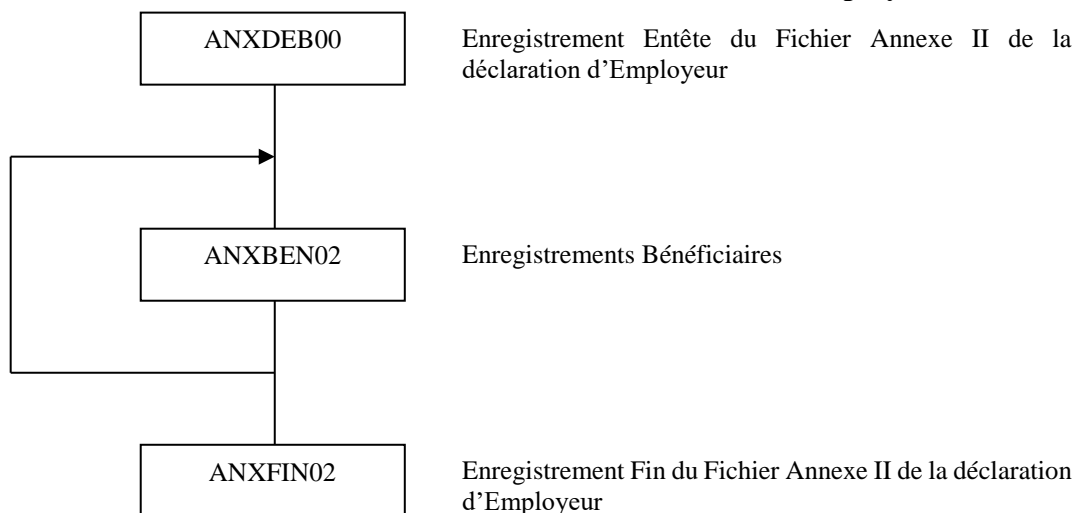 ANXDEB00
Enregistrement Entête du Fichier Annexe II de la
déclaration d’Employeur
ANXBEN02
Enregistrements Bénéficiaires
ANXFIN02
Enregistrement Fin du Fichier Annexe II de la déclaration
d’Employeur